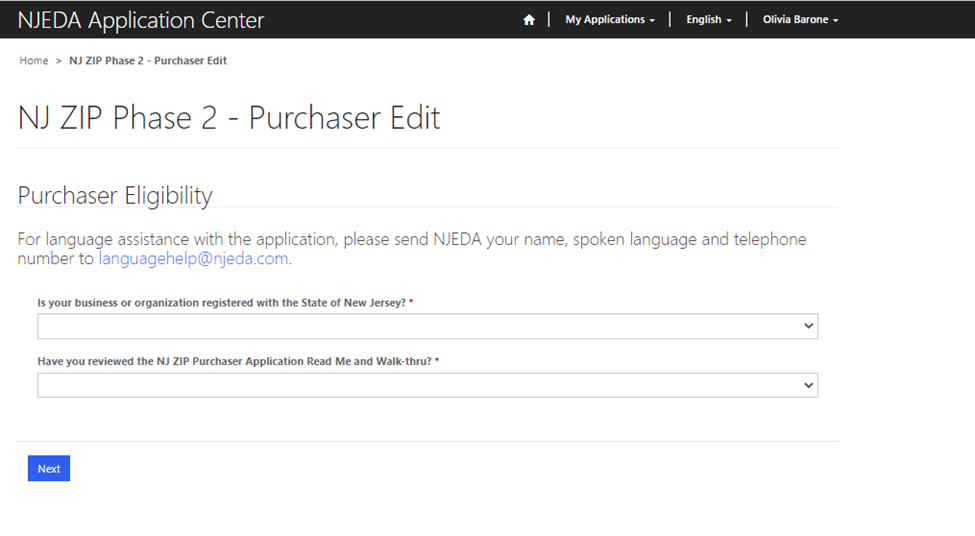 NJEDA Application Center
My Applications
English
Olivia Barone
Home > NJ ZIP Phase 2 - Purchaser Edit
NJ ZIP Phase 2 - Purchaser Edit
Purchaser Eligibility
For language assistance with the application, please send NJEDA your name, spoken language and telephone
number to languagehelp@njeda.com.
Is your business or organization registered with the State of New Jersey? *
Have you reviewed the NJ ZIP Purchaser Application Read Me and Walk-thru? *
Next